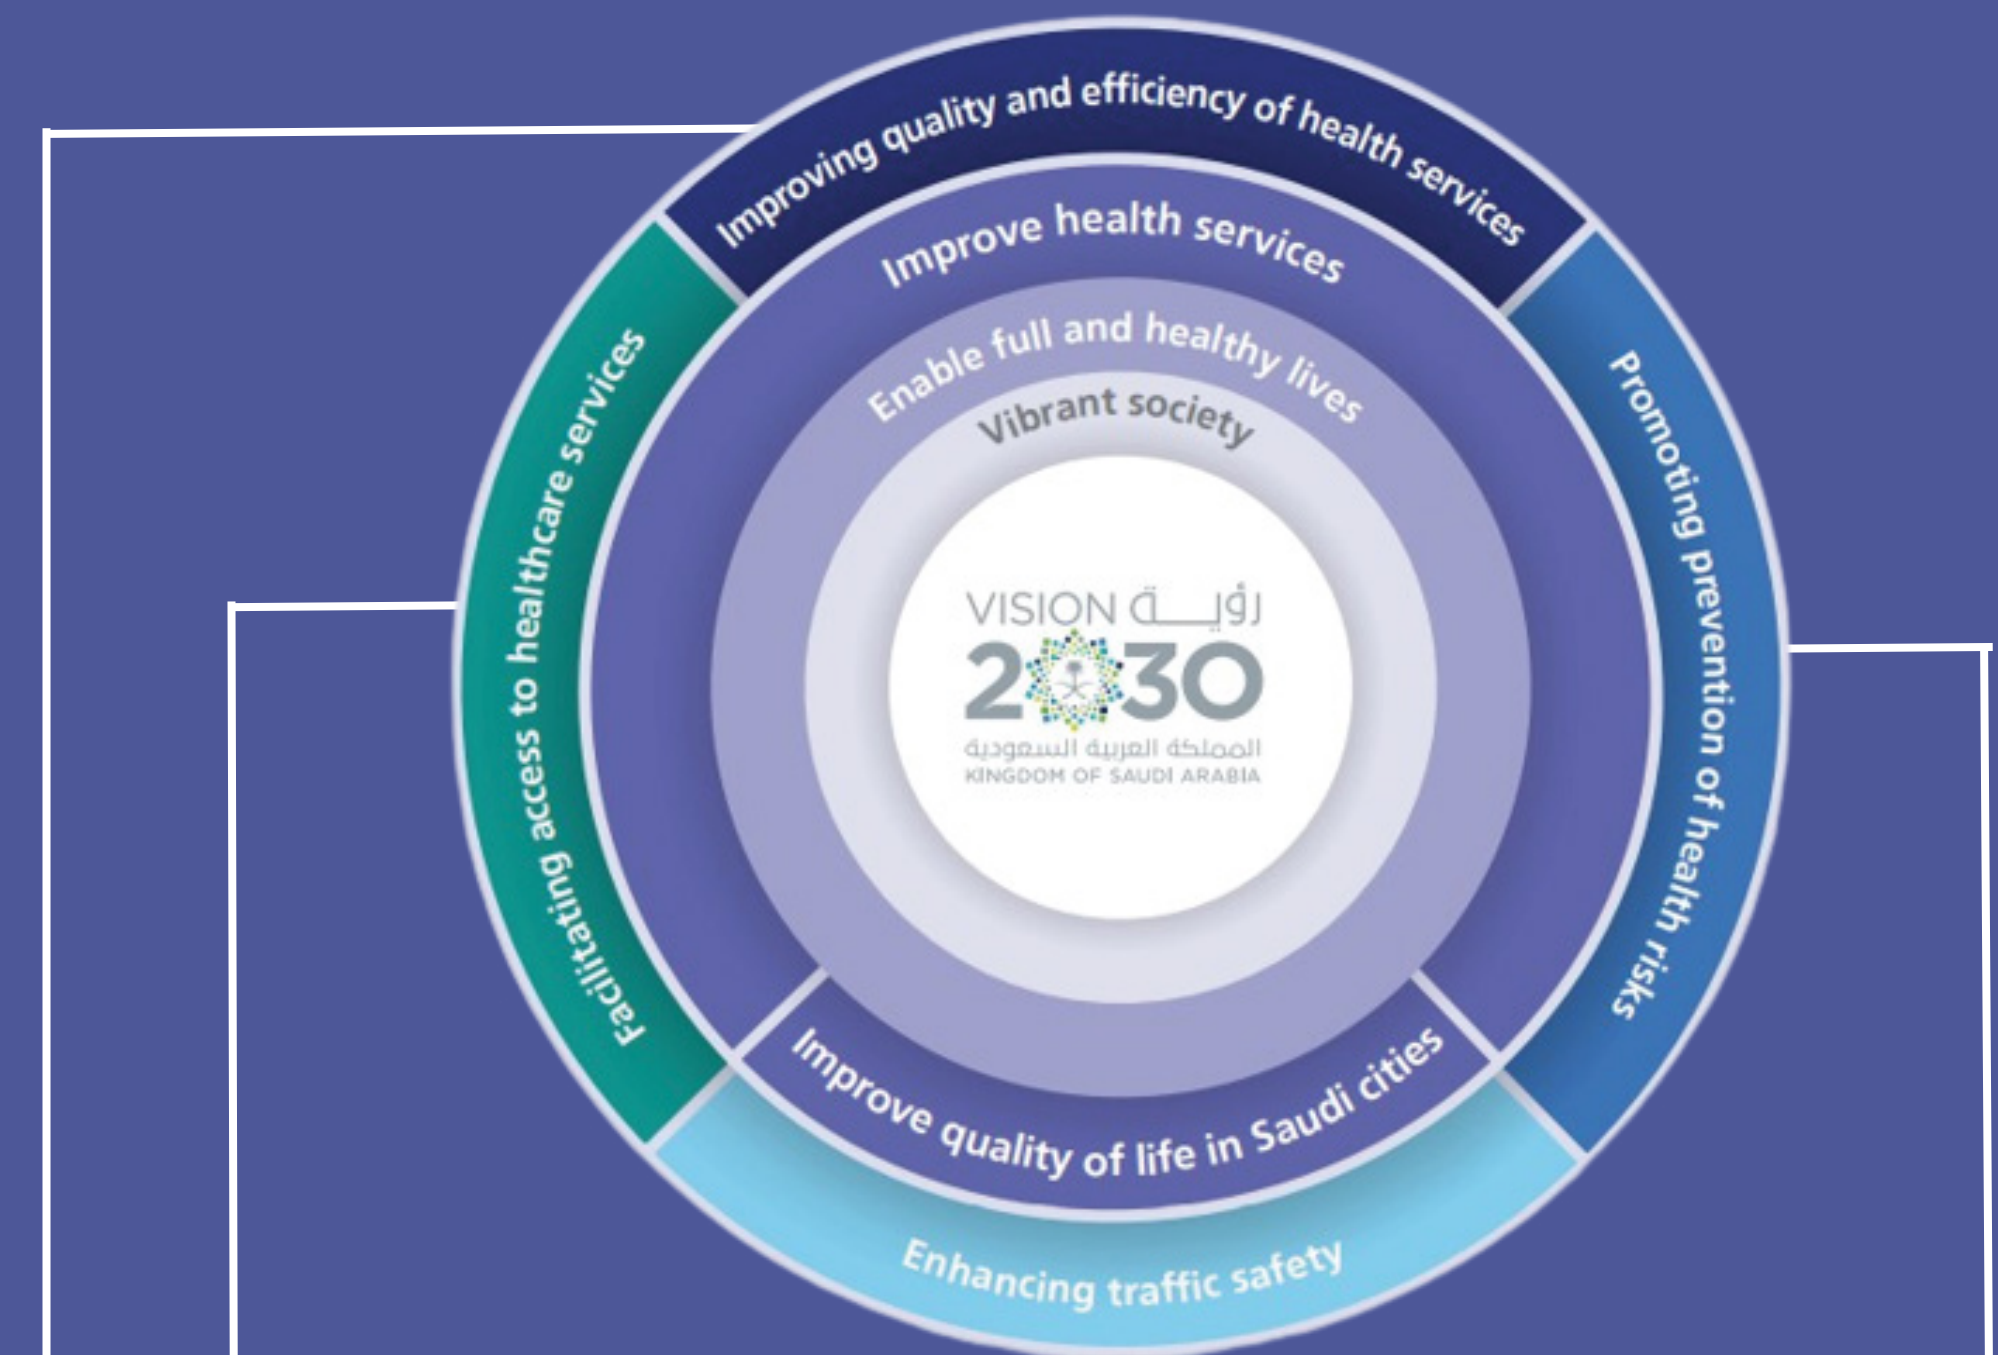 Improving quality and efficiency of health services
Improve health services
Enable full and healthy lives
Vibrant society
Facilitating access to healthcare services
Promoting prevention of health risks
VISION رؤيـــة
2030
المملكة العربية السعودية
KINGDOM OF SAUDI ARABIA
Improve quality of life in Saudi cities
Enhancing traffic safety